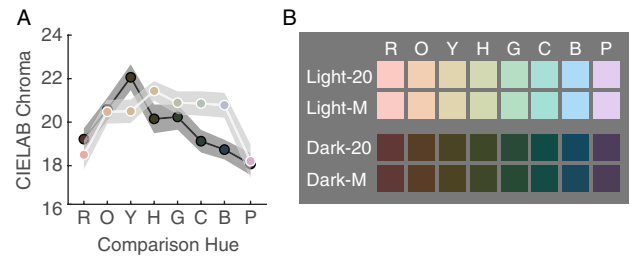 A
CIELAB Chroma
24
22
20
18
16
R O Y H G C B P
Comparison Hue
B
R O Y H G C B P
Light-20
Light-M
Dark-20
Dark-M